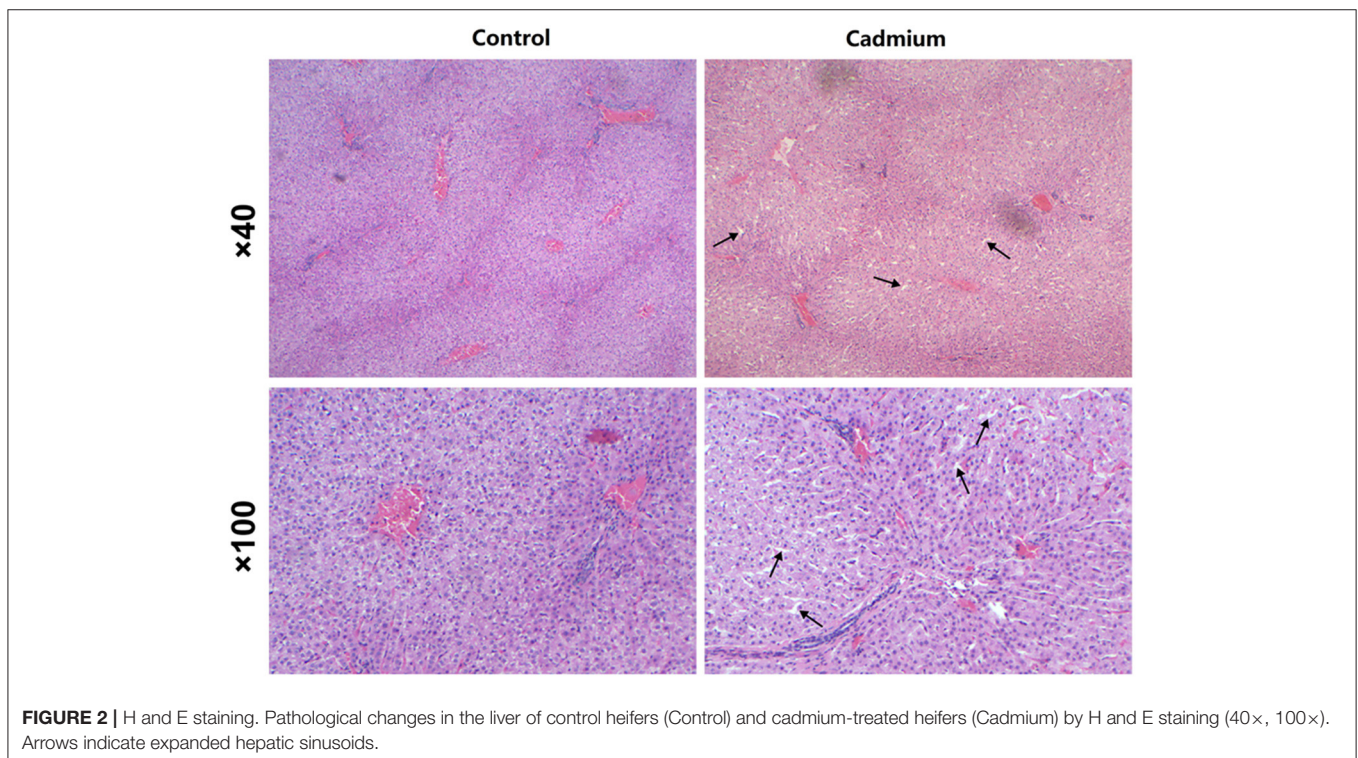 Control Cadmium
×40
×100
FIGURE 2 | H and E staining. Pathological changes in the liver of control heifers (Control) and cadmium-treated heifers (Cadmium) by H and E staining (40×, 100×).
Arrows indicate expanded hepatic sinusoids.